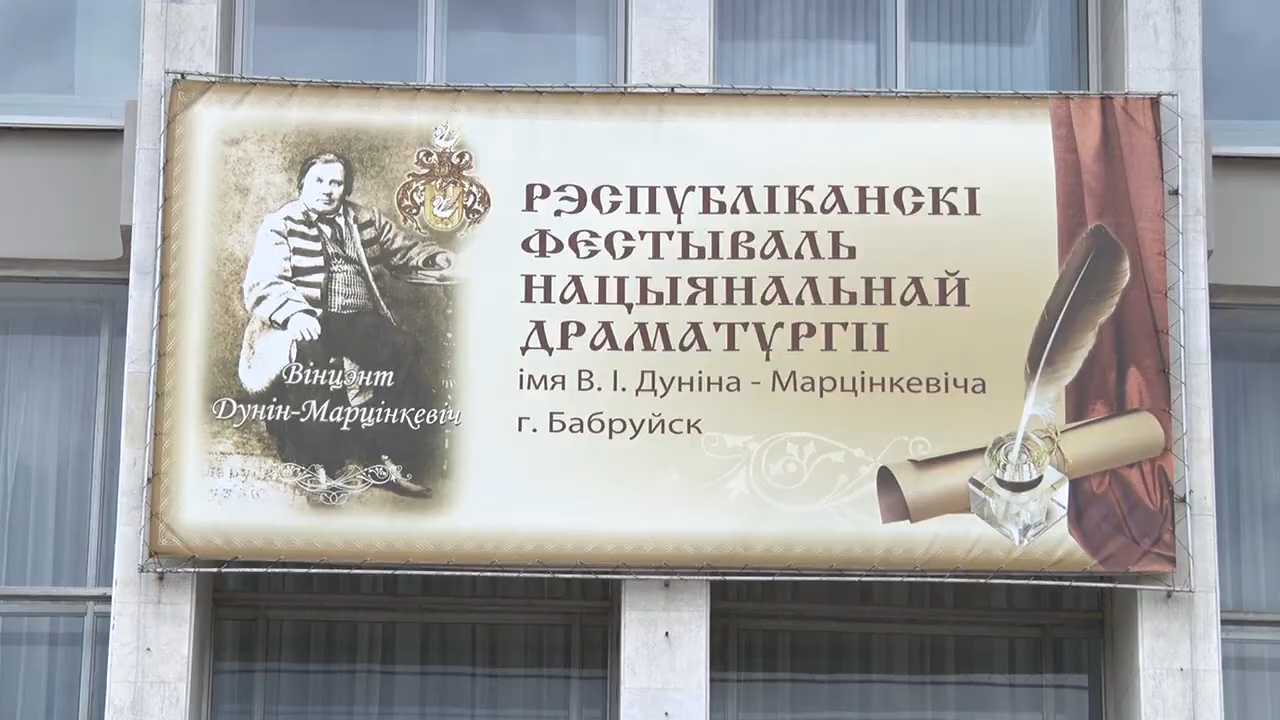 Вінцэнт
Дунін-Марцінкевіч
РЭСПУБЛІКАНСКІ
ФЕСТЫВАЛЬ
НАЦЫЯНАЛЬНАЙ
ДРАМАТУРГІІ
імя В. І. Дуніна - Марцінкевіча
г. Бабруйск